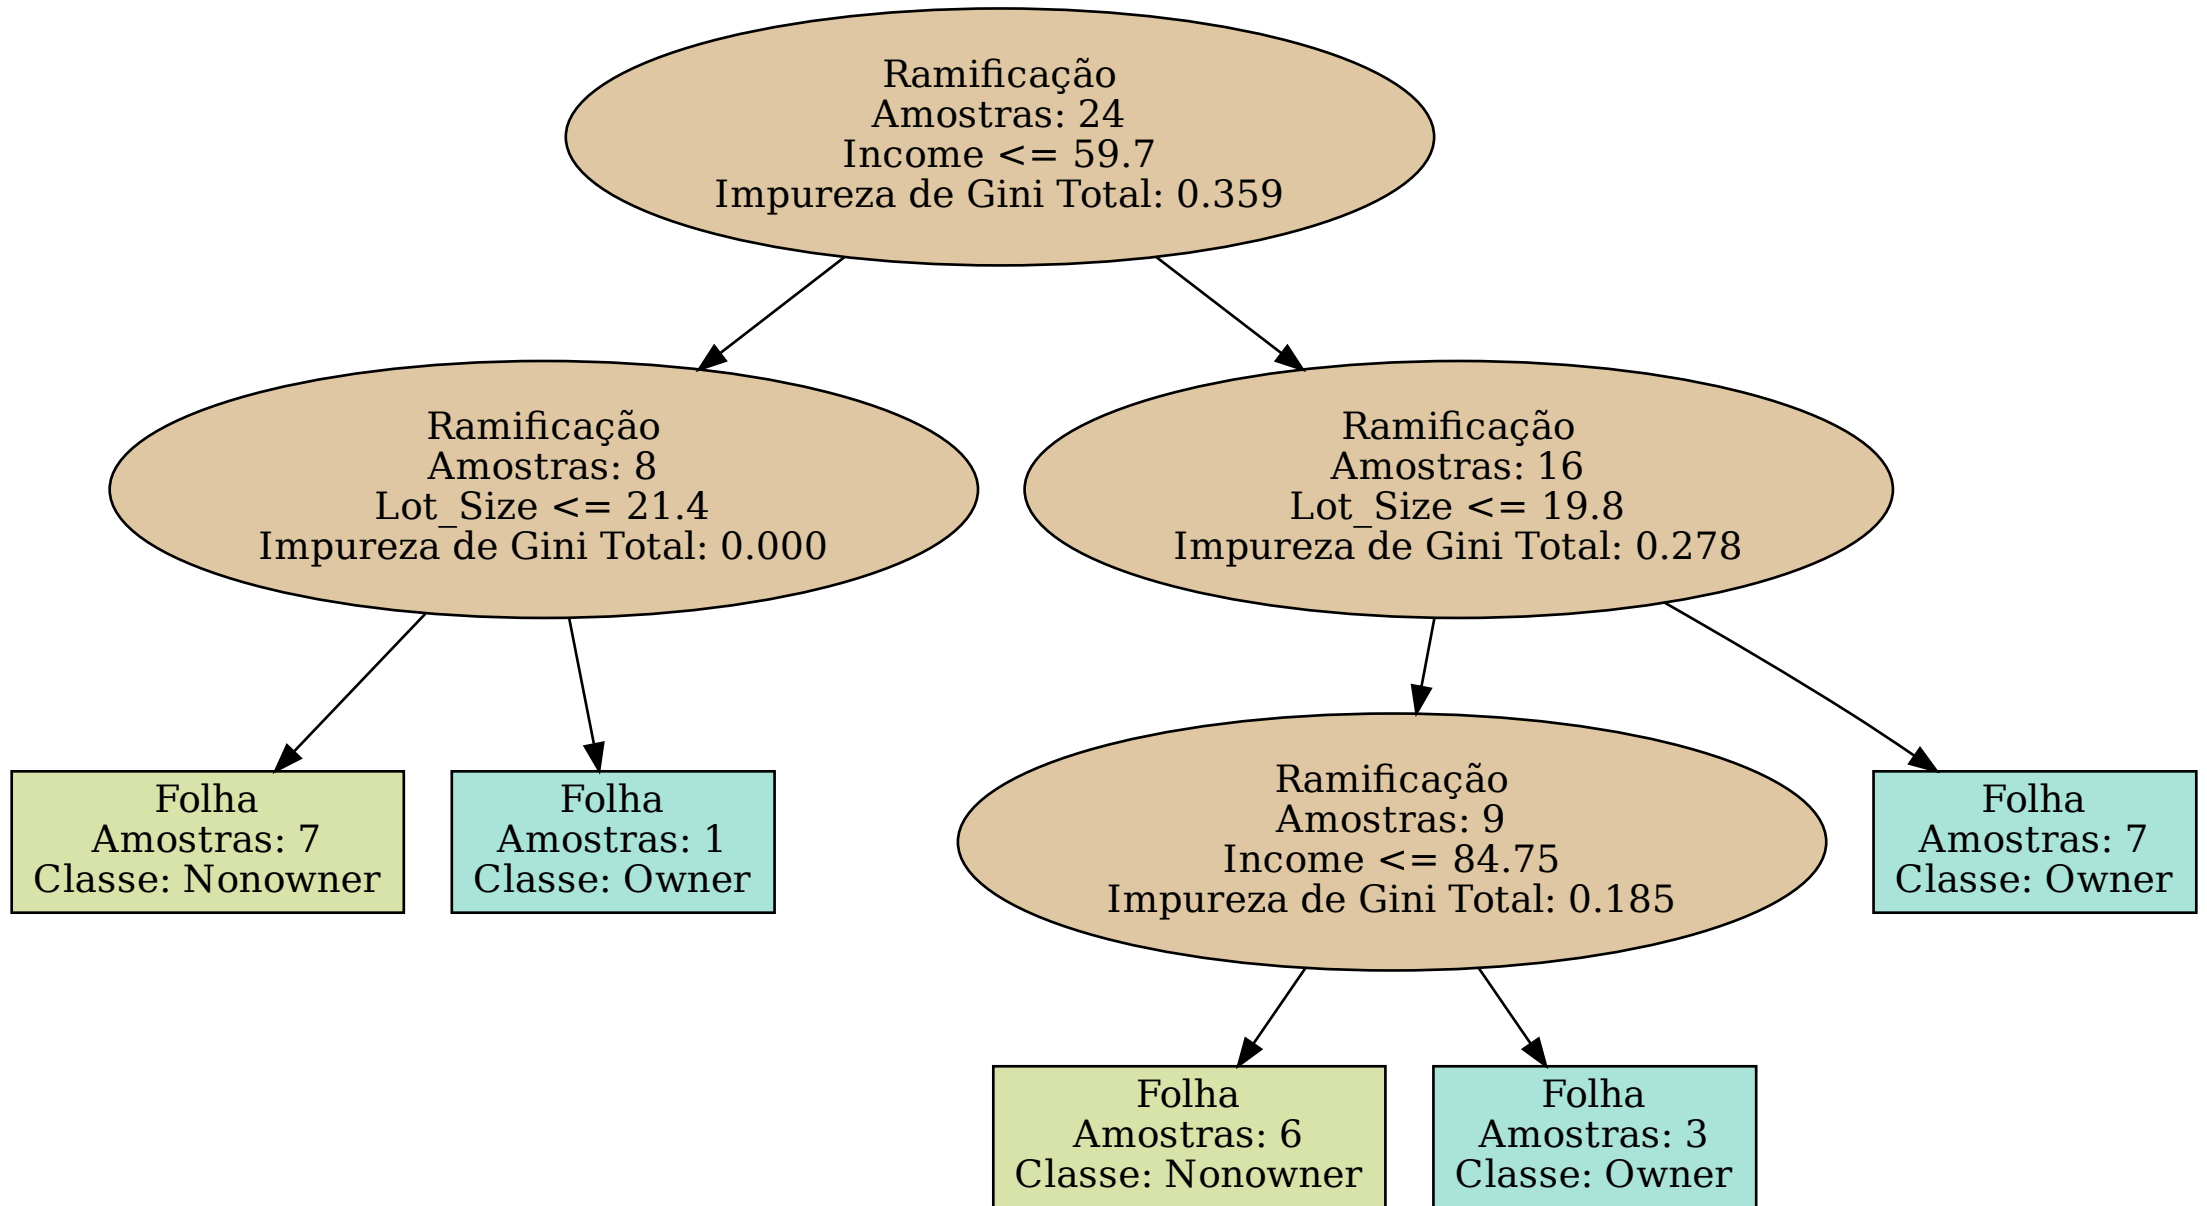 Ramificação
Amostras: 24
Income <= 59.7
Impureza de Gini Total: 0.359
Ramificação
Amostras: 8
Lot_Size <= 21.4
Impureza de Gini Total: 0.000
Ramificação
Amostras: 16
Lot_Size <= 19.8
Impureza de Gini Total: 0.278
Folha
Amostras: 7
Classe: Nonowner
Folha
Amostras: 1
Classe: Owner
Ramificação
Amostras: 9
Income <= 84.75
Impureza de Gini Total: 0.185
Folha
Amostras: 7
Classe: Owner
Folha
Amostras: 6
Classe: Nonowner
Folha
Amostras: 3
Classe: Owner